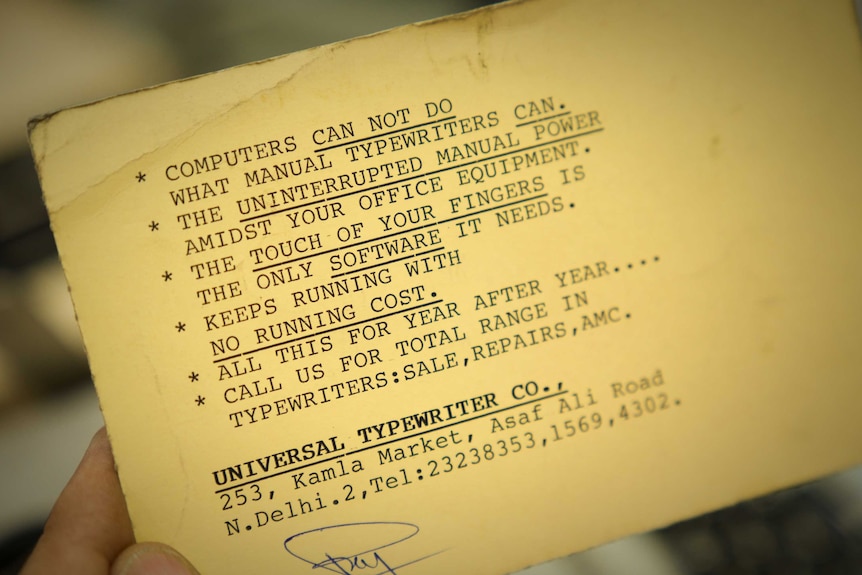 * COMPUTERS CAN NOT DO
WHAT MANUAL TYPEWRITERS CAN.
* THE UNINTERRUPTED MANUAL POWER
AMIDST YOUR OFFICE EQUIPMENT.
* THE TOUCH OF YOUR FINGERS IS
THE ONLY SOFTWARE IT NEEDS.
* KEEPS RUNNING WITH
NO RUNNING COST.
* ALL THIS FOR YEAR AFTER YEAR....
* CALL US FOR TOTAL RANGE IN
TYPEWRITERS:SALE,REPAIRS,AMC.
UNIVERSAL TYPEWRITER CO.,
253, Kamla Market, Asaf Ali Road
N.Delhi.2,Tel:23238353,1569,4302.